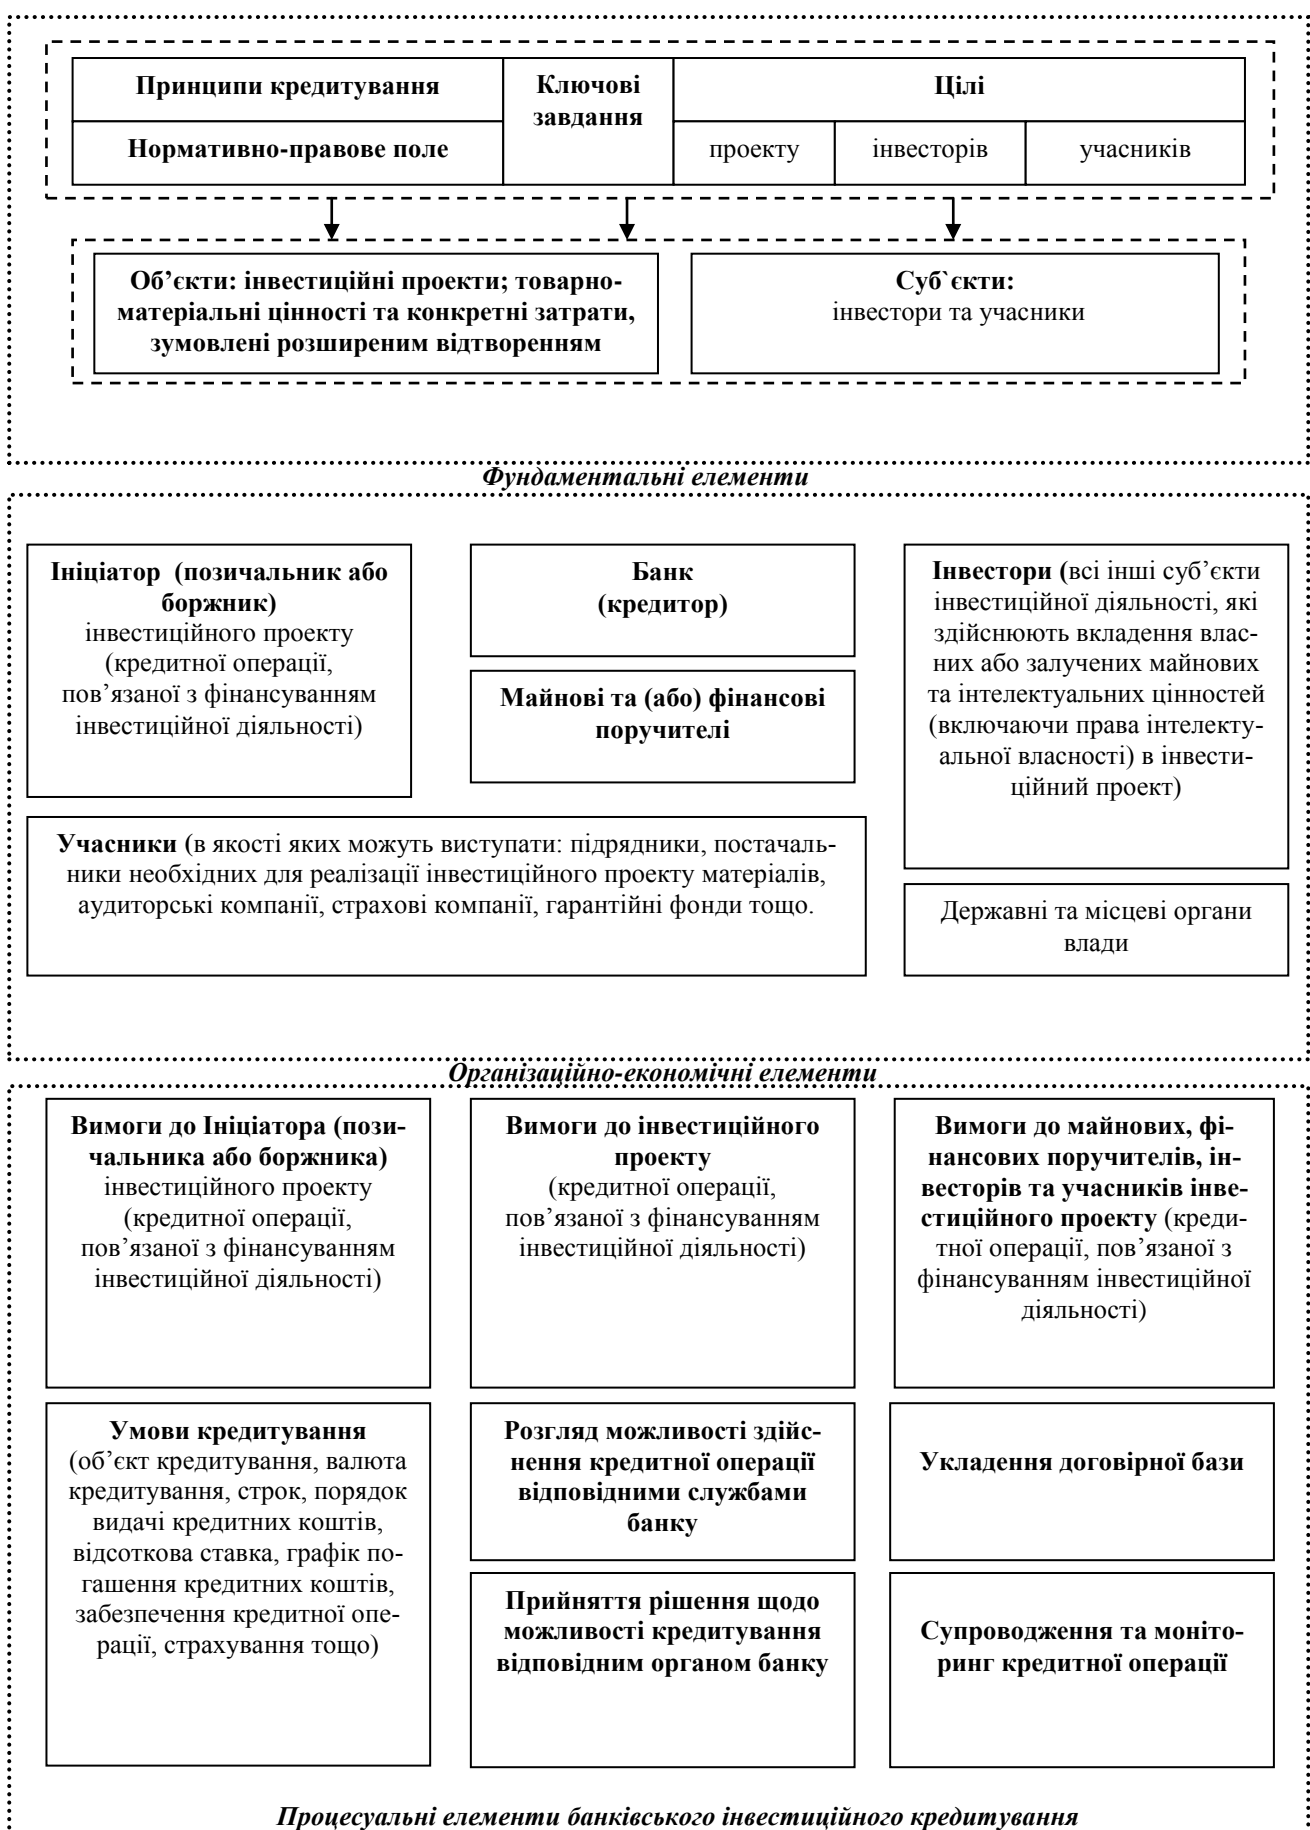 Принципи кредитування
Ключові
завдання
Цілі
Нормативно-правове поле
проекту
інвесторів
учасників
Об’єкти: інвестиційні проекти; товарно-
матеріальні цінності та конкретні затрати,
зумовлені розширеним відтворенням
Суб`єкти:
інвестори та учасники
Фундаментальні елементи
Ініціатор (позичальник або
боржник)
інвестиційного проекту
(кредитної операції,
пов’язаної з фінансуванням
інвестиційної діяльності)
Банк
(кредитор)
Майнові та (або) фінансові
поручителі
Інвестори (всі інші суб’єкти
інвестиційної діяльності, які
здійснюють вкладення влас-
них або залучених майнових
та інтелектуальних цінностей
(включаючи права інтелекту-
альної власності) в інвести-
ційний проект)
Учасники (в якості яких можуть виступати: підрядники, постачаль-
ники необхідних для реалізації інвестиційного проекту матеріалів,
аудиторські компанії, страхові компанії, гарантійні фонди тощо.
Державні та місцеві органи
влади
Організаційно-економічні елементи
Вимоги до Ініціатора (пози-
чальника або боржника)
інвестиційного проекту
(кредитної операції,
пов’язаної з фінансуванням
інвестиційної діяльності)
Вимоги до інвестиційного
проекту
(кредитної операції,
пов’язаної з фінансуванням
інвестиційної діяльності)
Вимоги до майнових, фі-
нансових поручителів, ін-
весторів та учасників інве-
стиційного проекту (креди-
тної операції, пов’язаної з
фінансуванням інвестиційної
діяльності)
Умови кредитування
(об’єкт кредитування, валюта
кредитування, строк, порядок
видачі кредитних коштів,
відсоткова ставка, графік по-
гашення кредитних коштів,
забезпечення кредитної опе-
рації, страхування тощо)
Розгляд можливості здійс-
нення кредитної операції
відповідними службами
банку
Укладення договірної бази
Прийняття рішення щодо
можливості кредитування
відповідним органом банку
Супроводження та моніто-
ринг кредитної операції
Процесуальні елементи банківського інвестиційного кредитування